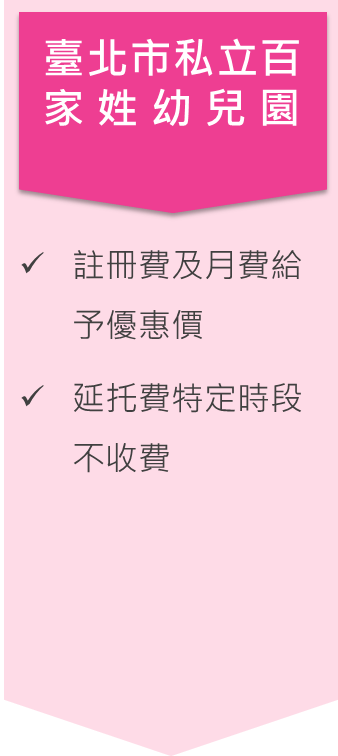 臺北市私立百
家姓幼兒園
✓ 註冊費及月費給
予優惠價
✓ 延托費特定時段
不收費